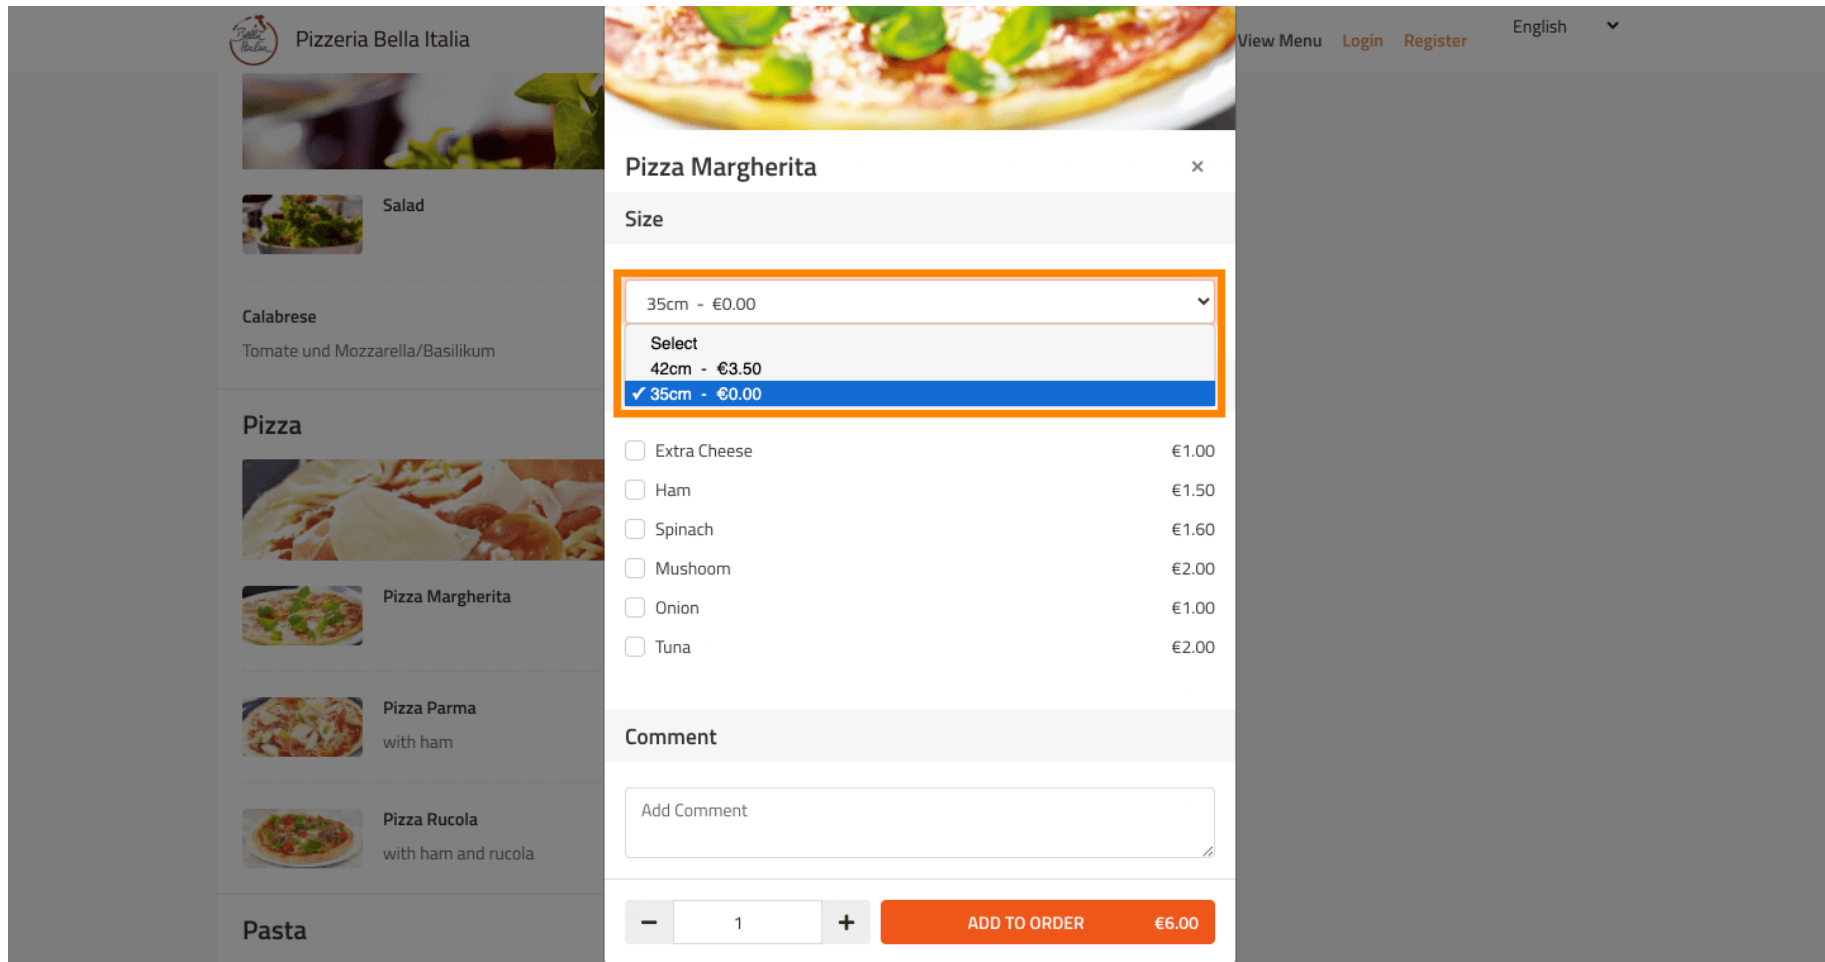 Bella Italia
Pizzeria Bella Italia
View Menu
Login
Register
English
Salad
Calabrese
Tomate und Mozzarella/Basilikum
Pizza
Pizza Margherita
Pizza Parma
with ham
Pizza Rucola
with ham and rucola
Pasta
Pizza Margherita ×
Size
35cm - €0.00
Select
42cm - €3.50
✓ 35cm - €0.00
Extra Cheese €1.00
Ham €1.50
Spinach €1.60
Mushoom €2.00
Onion €1.00
Tuna €2.00
Comment
Add Comment
− 1 + ADD TO ORDER €6.00